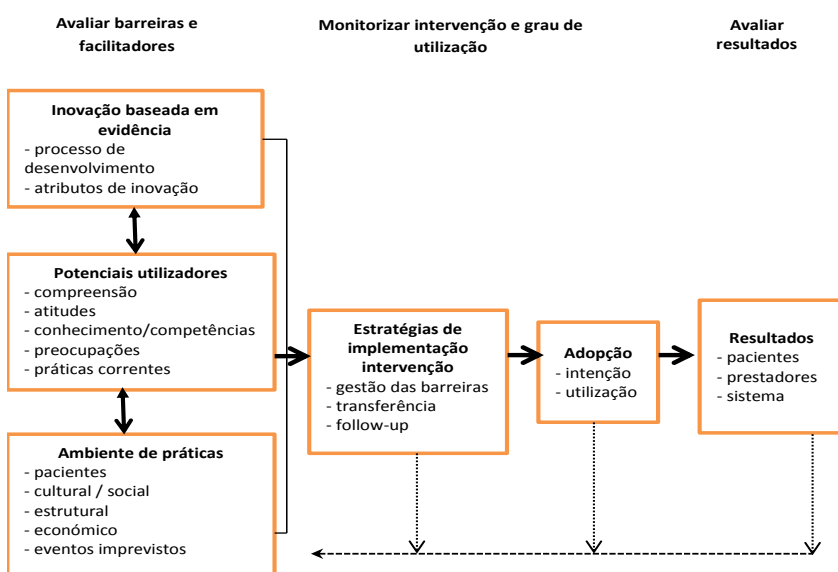 Avaliar barreiras e
facilitadores
Monitorizar intervenção e grau de
utilização
Avaliar
resultados
Inovação baseada em
evidência
- processo de
desenvolvimento
- atributos de inovação
Potenciais utilizadores
- compreensão
- atitudes
- conhecimento/competências
- preocupações
- práticas correntes
Ambiente de práticas
- pacientes
- cultural / social
- estrutural
- económico
- eventos imprevistos
Estratégias de
implementação
intervenção
- gestão das barreiras
- transferência
- follow-up
Adopção
- intenção
- utilização
Resultados
- pacientes
- prestadores
- sistema